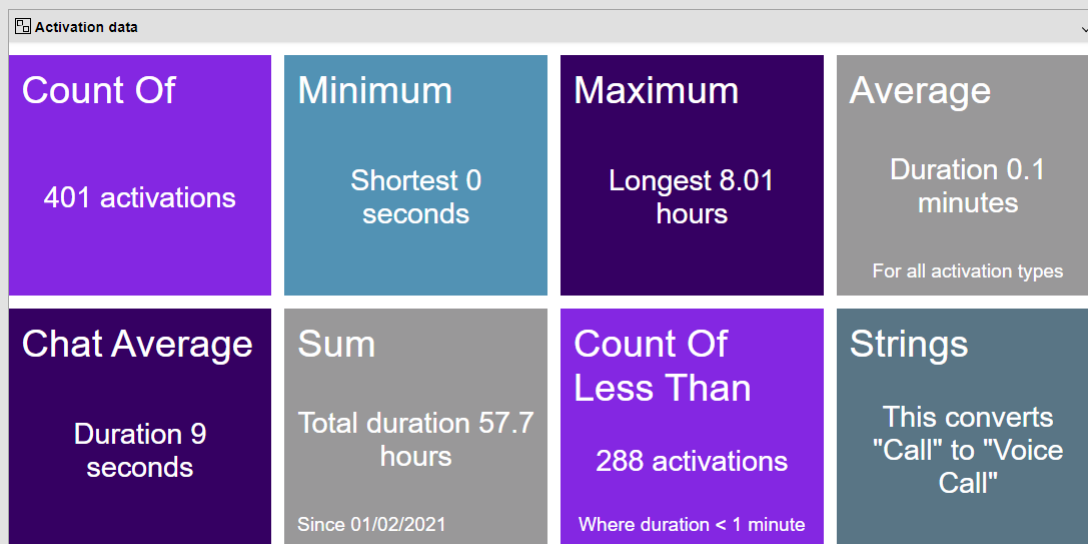 Activation data
Count Of
401 activations
Minimum
Shortest 0
seconds
Maximum
Longest 8.01
hours
Average
Duration 0.1
minutes
For all activation types
Chat Average
Duration 9
seconds
Sum
Total duration 57.7
hours
Since 01/02/2021
Count Of
Less Than
288 activations
Where duration < 1 minute
Strings
This converts
"Call" to "Voice
Call"